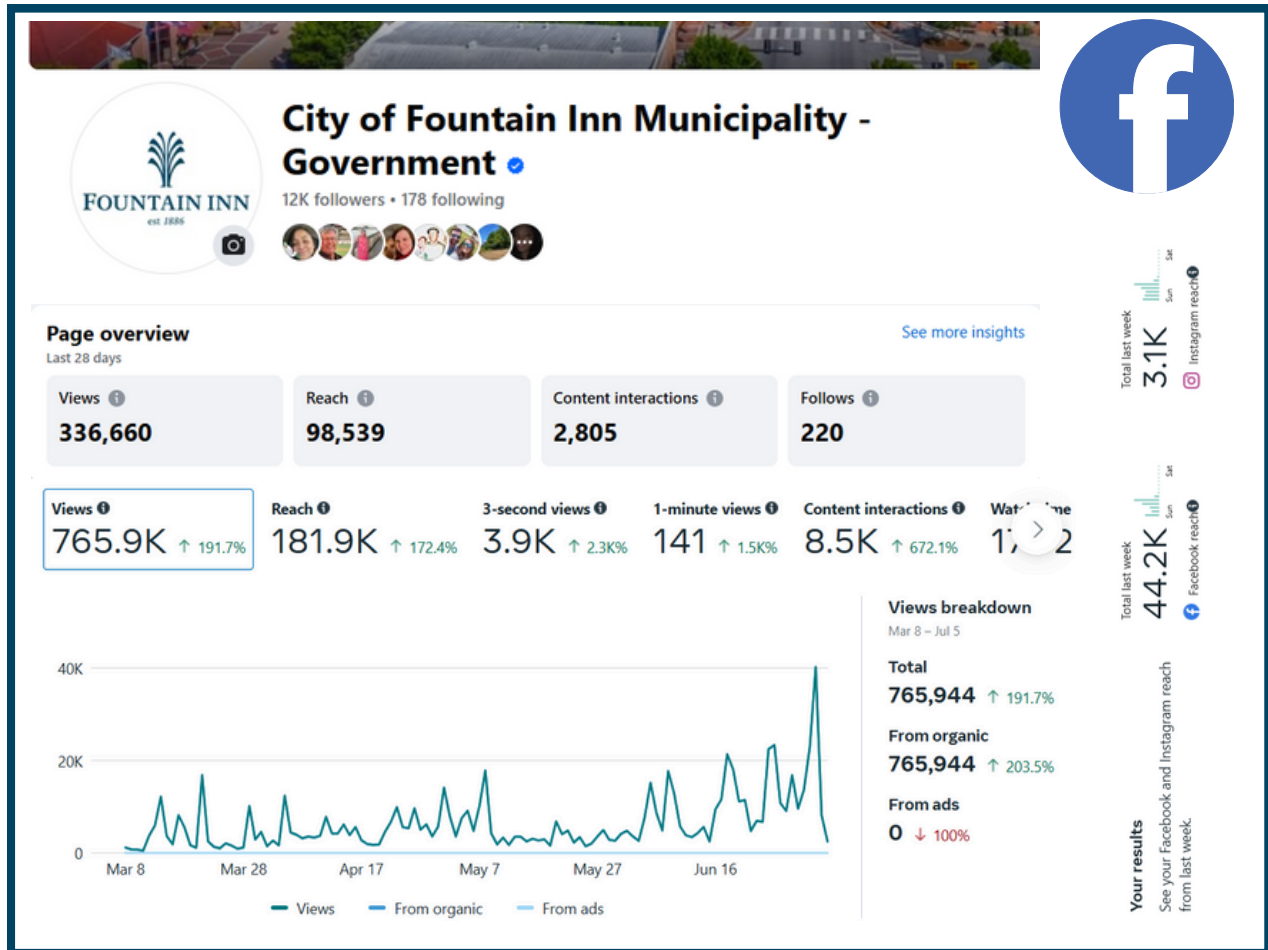 City of Fountain Inn Municipality -
Government
12K followers • 178 following
FOUNTAIN INN
est 1886
Page overview
Last 28 days
See more insights
Views
336,660
Reach
98,539
Content interactions
2,805
Follows
220
Views
765.9K ↑ 191.7%
Reach
181.9K ↑ 172.4%
3-second views
3.9K ↑ 2.3K%
1-minute views
141 ↑ 1.5K%
Content interactions
8.5K ↑ 672.1%
40K
20K
0
Mar 8
Mar 28
Apr 17
May 7
May 27
Jun 16
Views
From organic
From ads
Views breakdown
Mar 8 – Jul 5
Total
765,944 ↑ 191.7%
From organic
765,944 ↑ 203.5%
From ads
0 ↓ 100%
Your results
See your Facebook and Instagram reach
from last week.
Total last week
44.2K
Sun
Sat
Facebook reach
Total last week
3.1K
Sun
Sat
Instagram reach